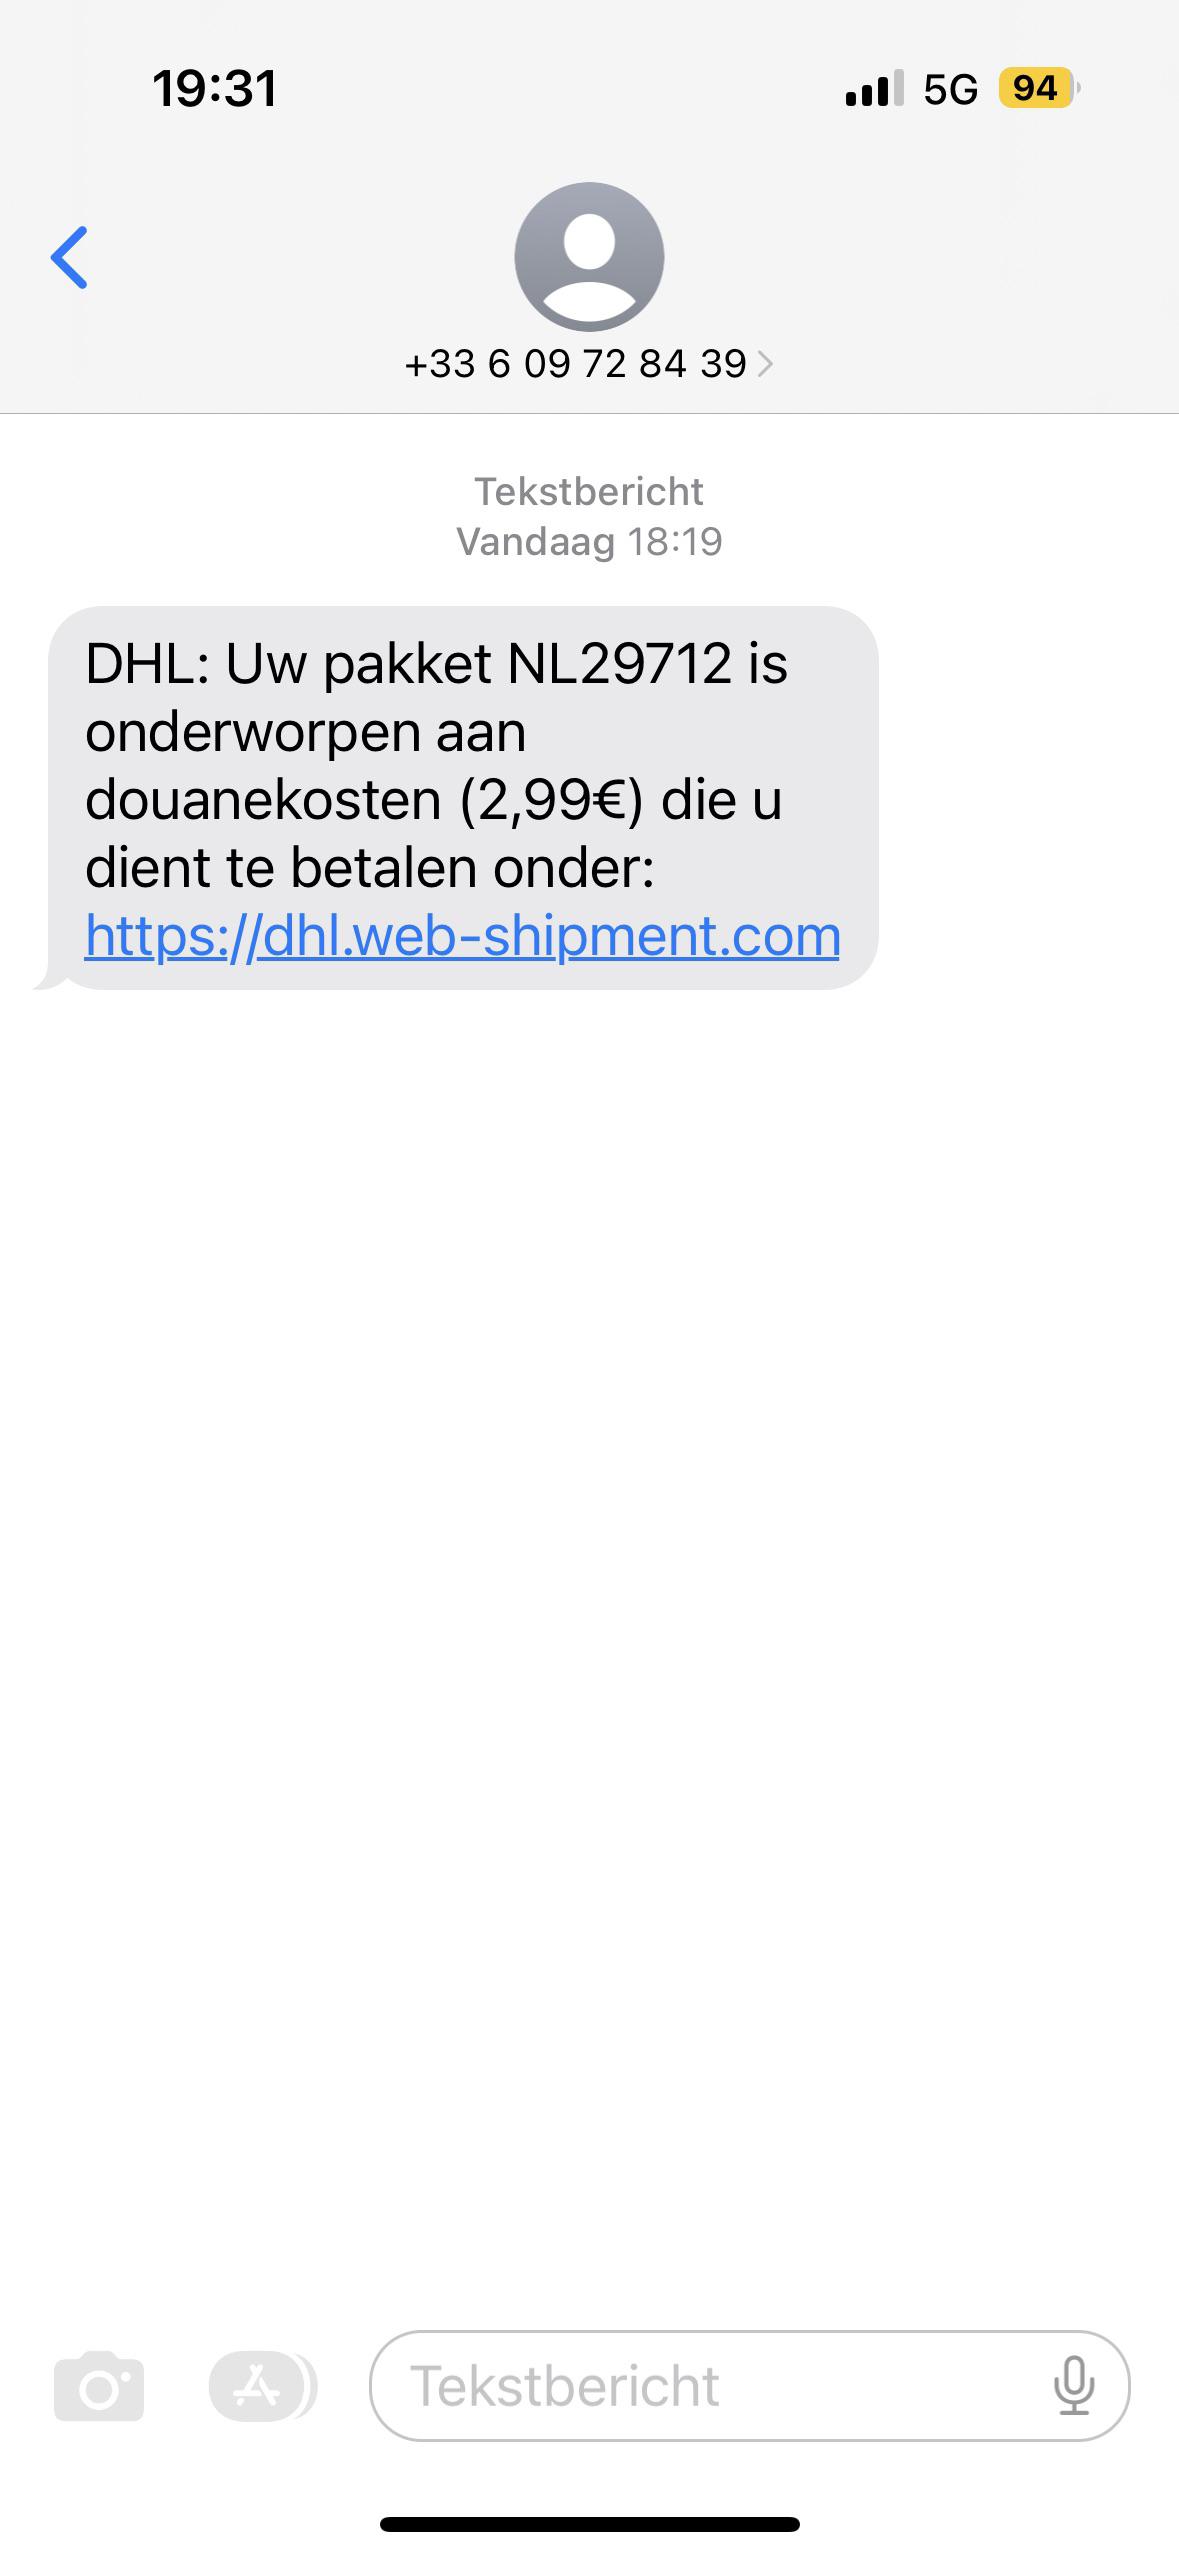 19:31
5G 94
+33 6 09 72 84 39
Tekstbericht
Vandaag 18:19
DHL: Uw pakket NL29712 is
onderworpen aan
douanekosten (2,99€) die u
dient te betalen onder:
https://dhl.web-shipment.com
Tekstbericht